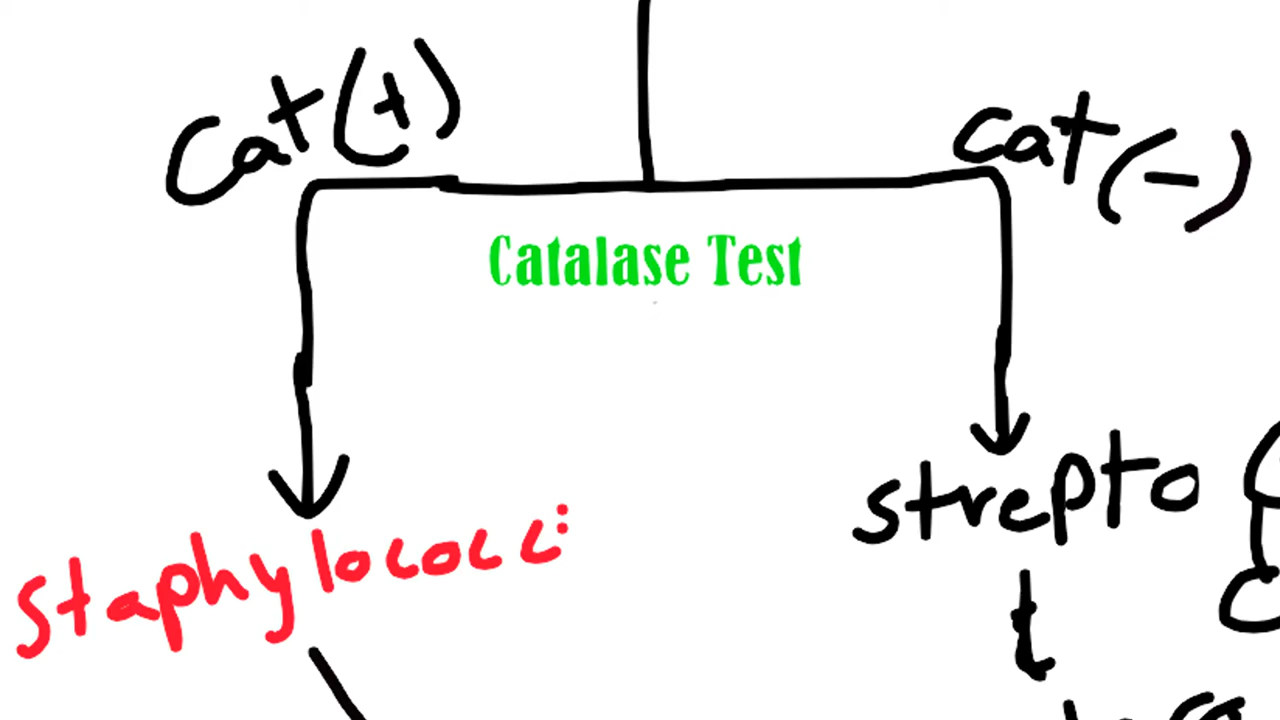 Cat(+)
cat(-)
Catalase Test
strepto
staphylococci